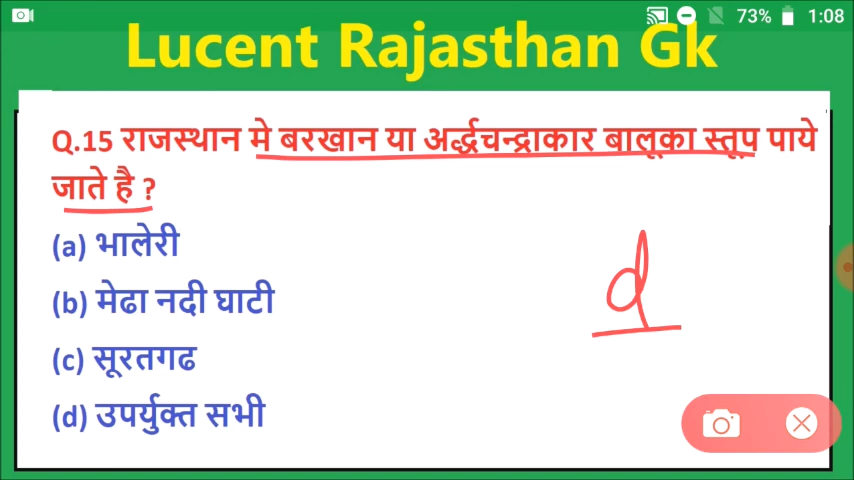 73% 1:08
Lucent Rajasthan Gk
Q.15 राजस्थान मे बरखान या अर्द्धचन्द्राकार बालूका स्तूप पाये
जाते है ?
(a) भालेरी
(b) मेढा नदी घाटी
d
(c) सूरतगढ
(d) उपर्युक्त सभी